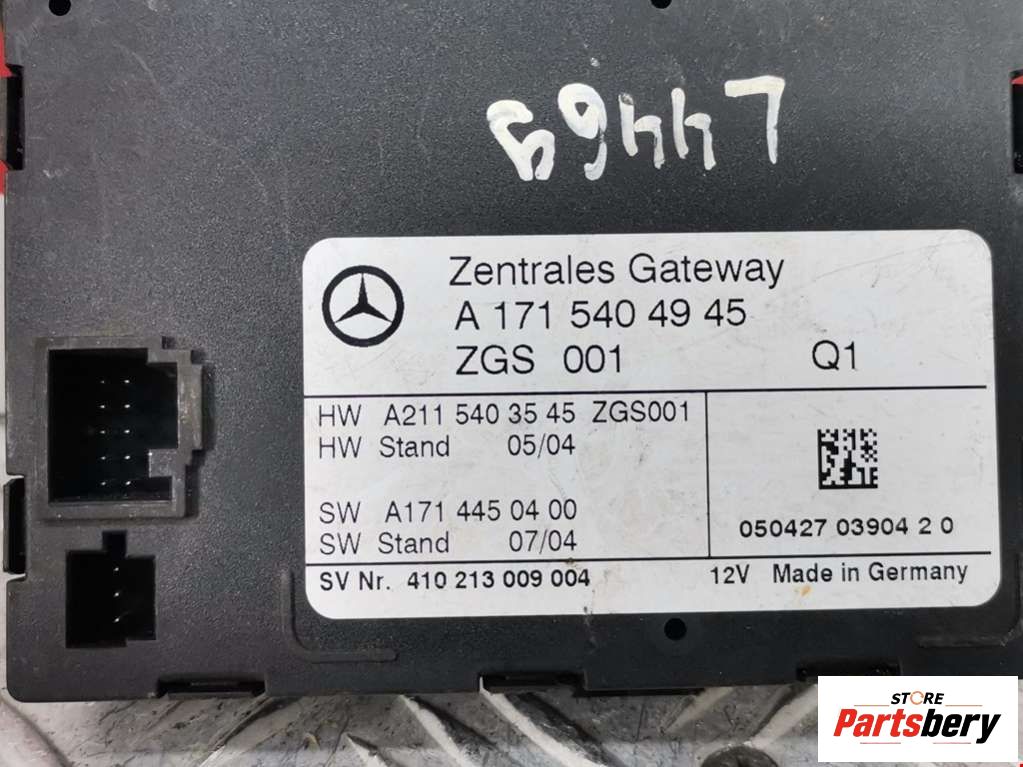 Zentrales Gateway
A 171 540 49 45
ZGS 001 Q1
HW A211 540 35 45 ZGS001
HW Stand 05/04
SW A171 445 04 00
SW Stand 07/04
050427 03904 2 0
SV Nr. 410 213 009 004 12V Made in Germany
STORE
Partsbery